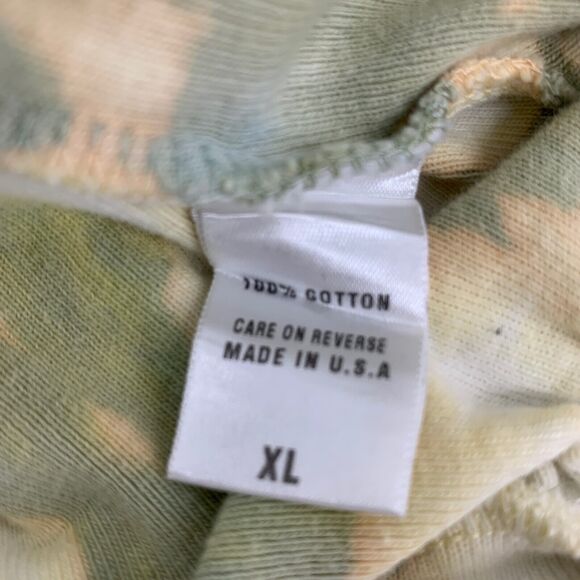 100% COTTON
CARE ON REVERSE
MADE IN U.S.A
XL